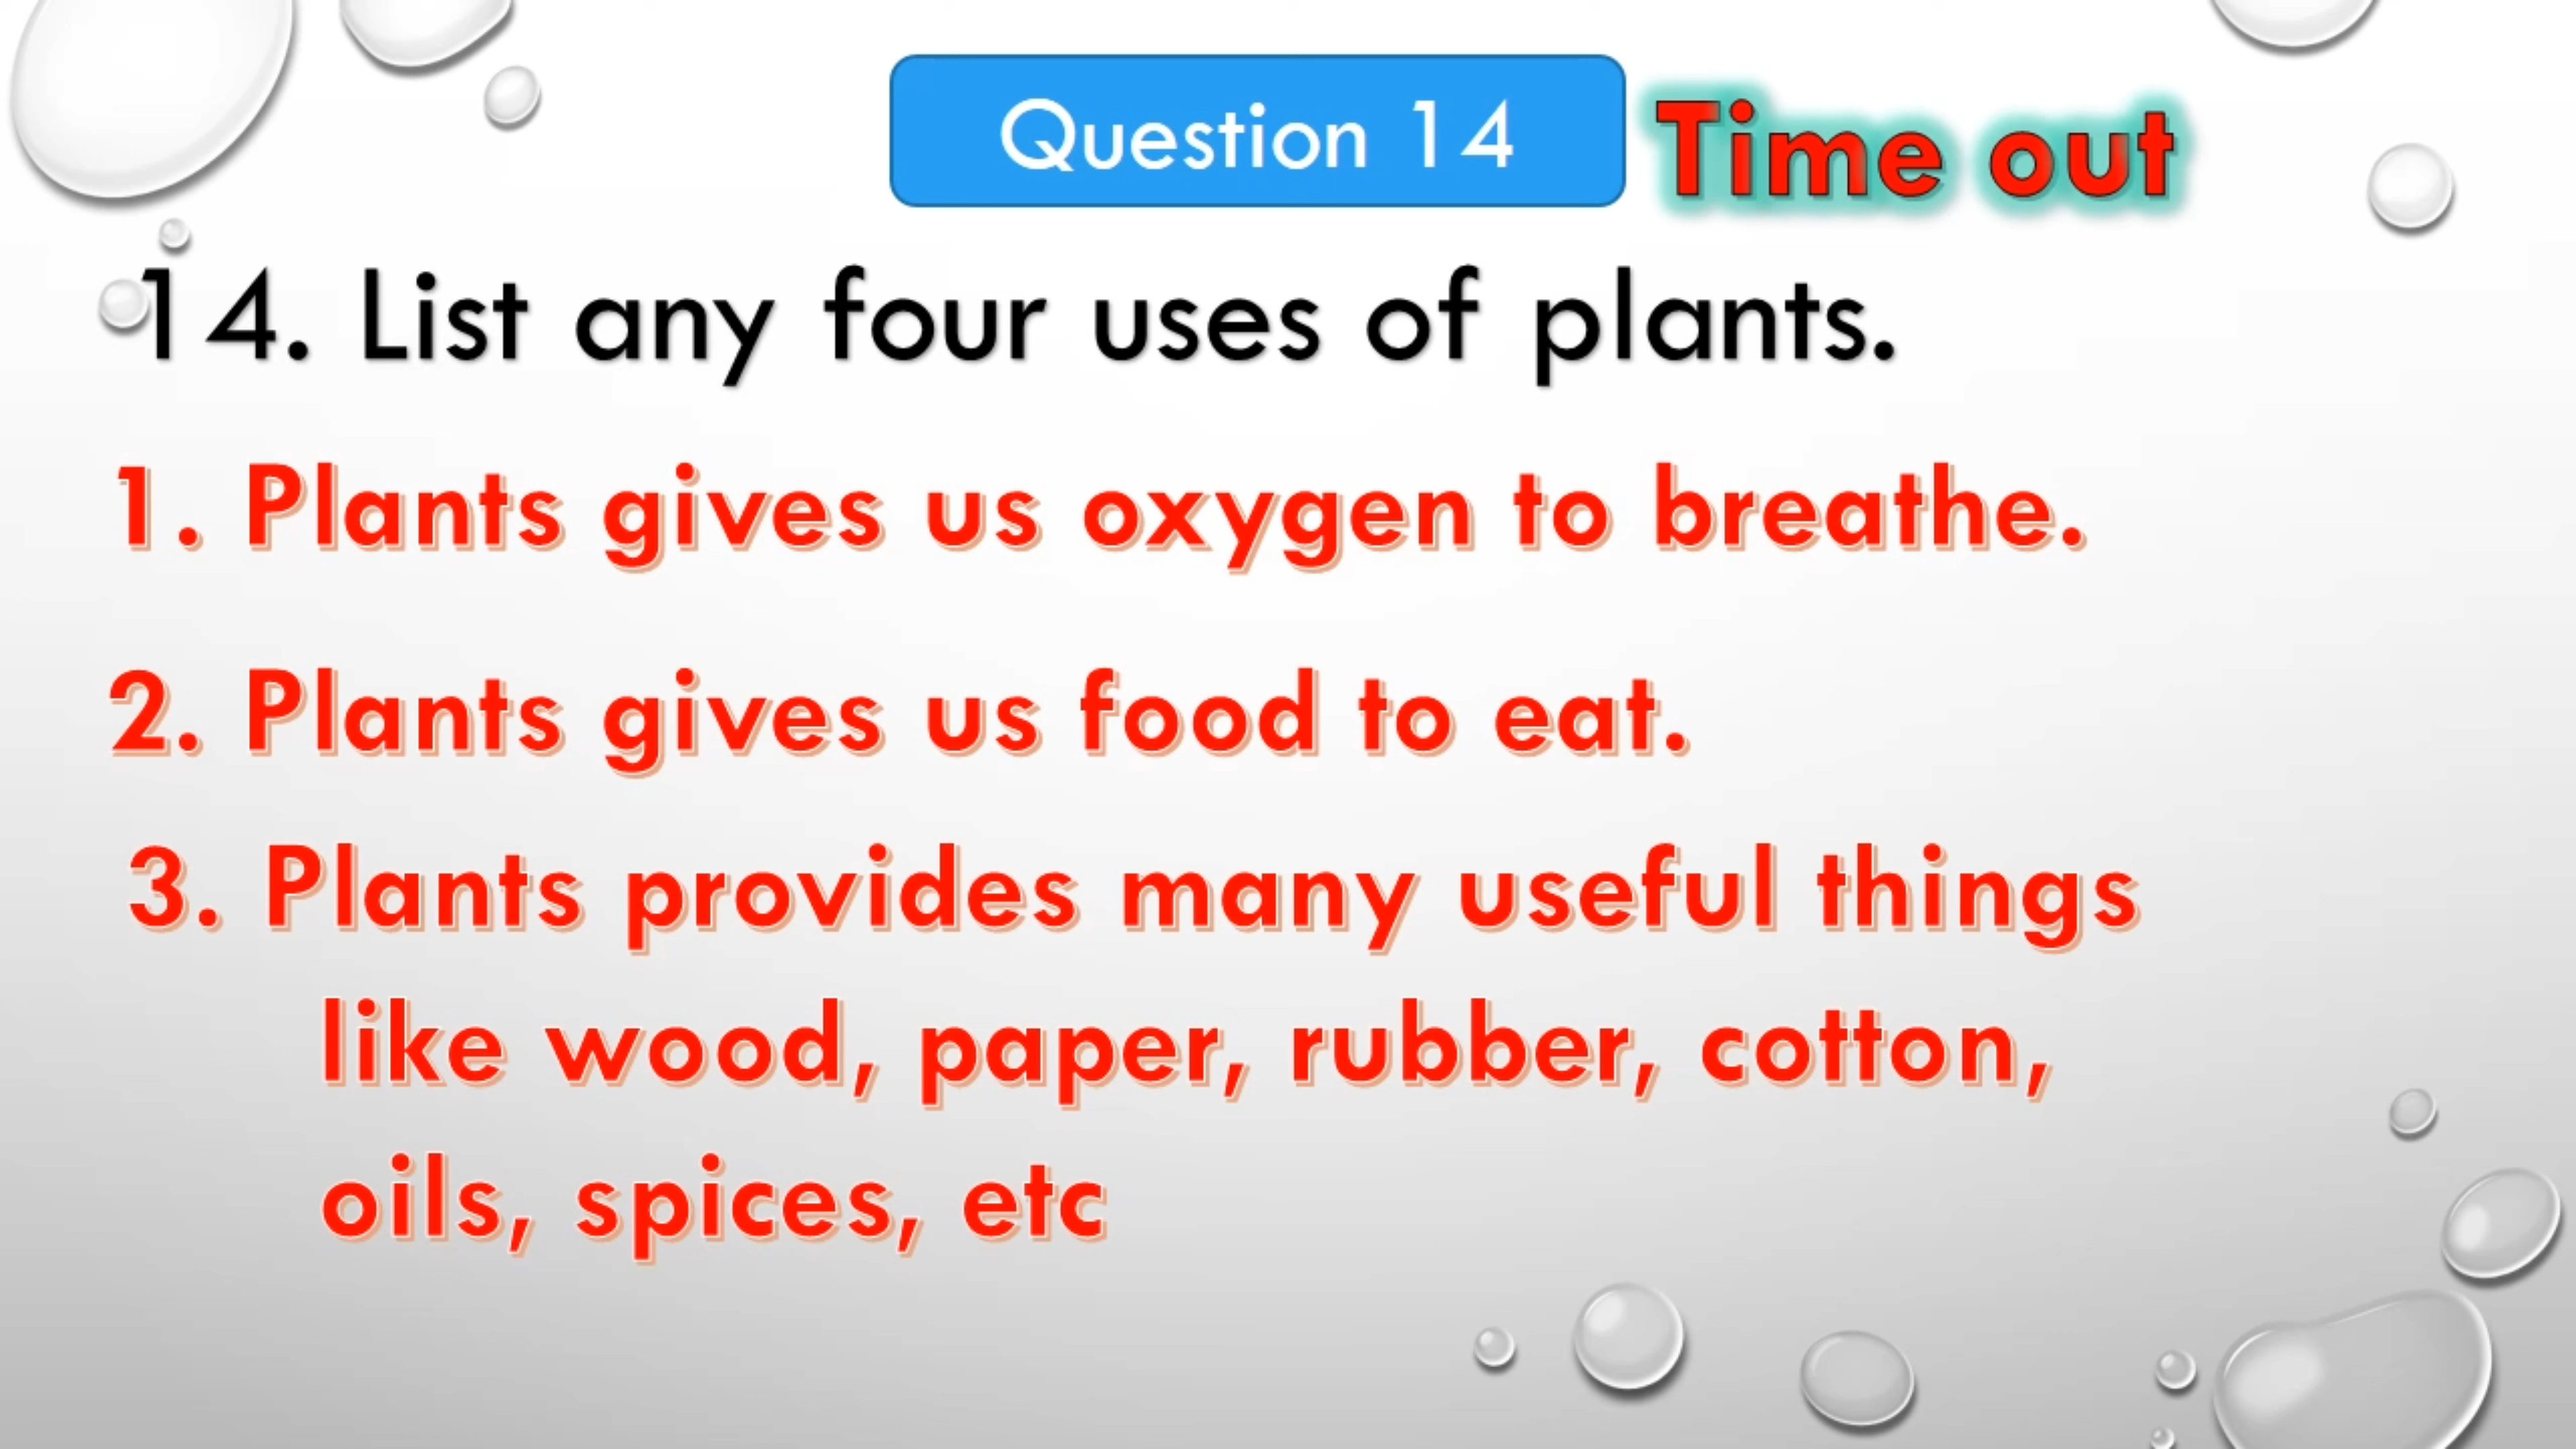 Question 14
Time out
14. List any four uses of plants.
1. Plants gives us oxygen to breathe.
2. Plants gives us food to eat.
3. Plants provides many useful things
like wood, paper, rubber, cotton,
oils, spices, etc